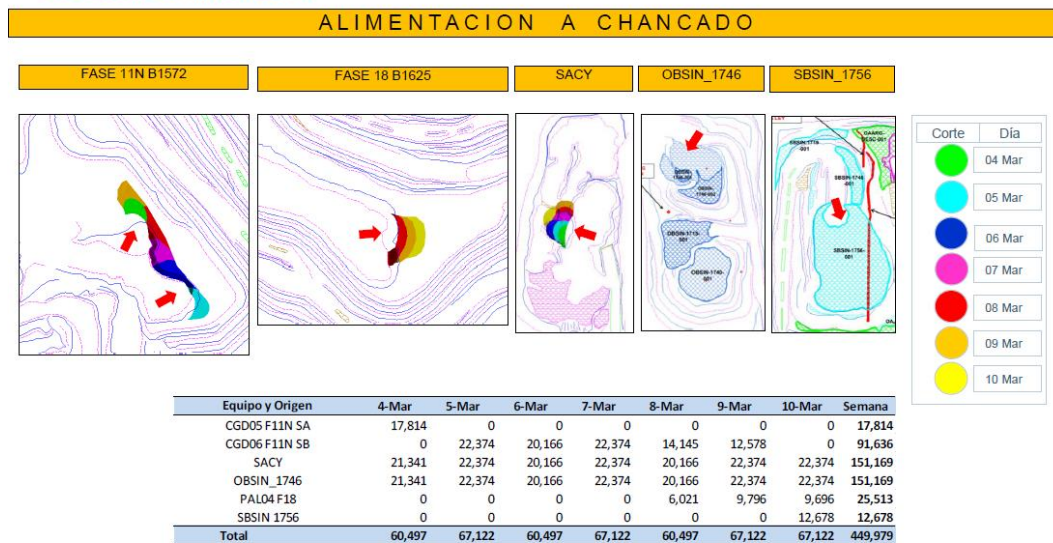 ALIMENTACION A CHANCADO
FASE 11N B1572
FASE 18 B1625
SACY
OBSIN_1746
SBSIN_1756
Corte Día
04 Mar
05 Mar
06 Mar
07 Mar
08 Mar
09 Mar
10 Mar
SBSIN-1756-
001
OBSIN-1740-
001
Equipo y Origen 4-Mar 5-Mar 6-Mar 7-Mar 8-Mar 9-Mar 10-Mar Semana
CGD05 F11N SA 17,814 0 0 0 0 0 0 17,814
CGD06 F11N SB 0 22,374 20,166 22,374 14,145 12,578 0 91,636
SACY 21,341 22,374 20,166 22,374 20,166 22,374 22,374 151,169
OBSIN_1746 21,341 22,374 20,166 22,374 20,166 22,374 22,374 151,169
PAL04 F18 0 0 0 0 6,021 9,796 9,696 25,513
SBSIN 1756 0 0 0 0 0 0 12,678 12,678
Total 60,497 67,122 60,497 67,122 60,497 67,122 67,122 449,979